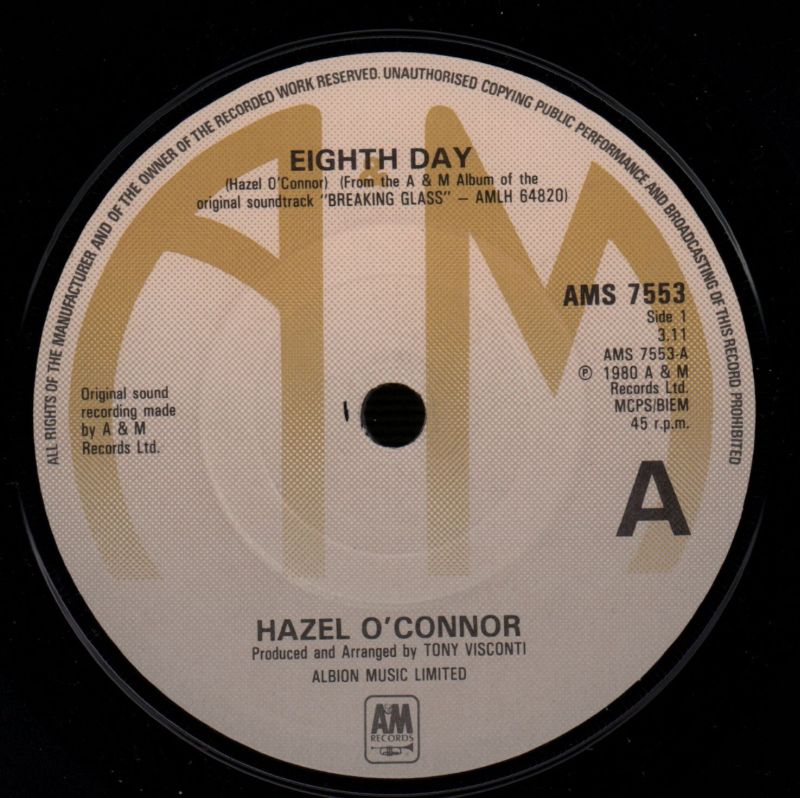 ALL RIGHTS OF THE MANUFACTURER AND OF THE OWNER OF THE RECORDED WORK RESERVED. UNAUTHORISED COPYING PUBLIC PERFORMANCE AND BROADCASTING OF THIS RECORD PROHIBITED
A&M
EIGHTH DAY
(Hazel O'Connor) (From the A & M Album of the
original soundtrack "BREAKING GLASS" – AMLH 64820)
AMS 7553
Side 1
3.11
AMS 7553-A
℗ 1980 A & M
Records Ltd.
MCPS/BIEM
45 r.p.m.
Original sound
recording made
by A & M
Records Ltd.
A
HAZEL O'CONNOR
Produced and Arranged by TONY VISCONTI
ALBION MUSIC LIMITED
A&M
RECORDS